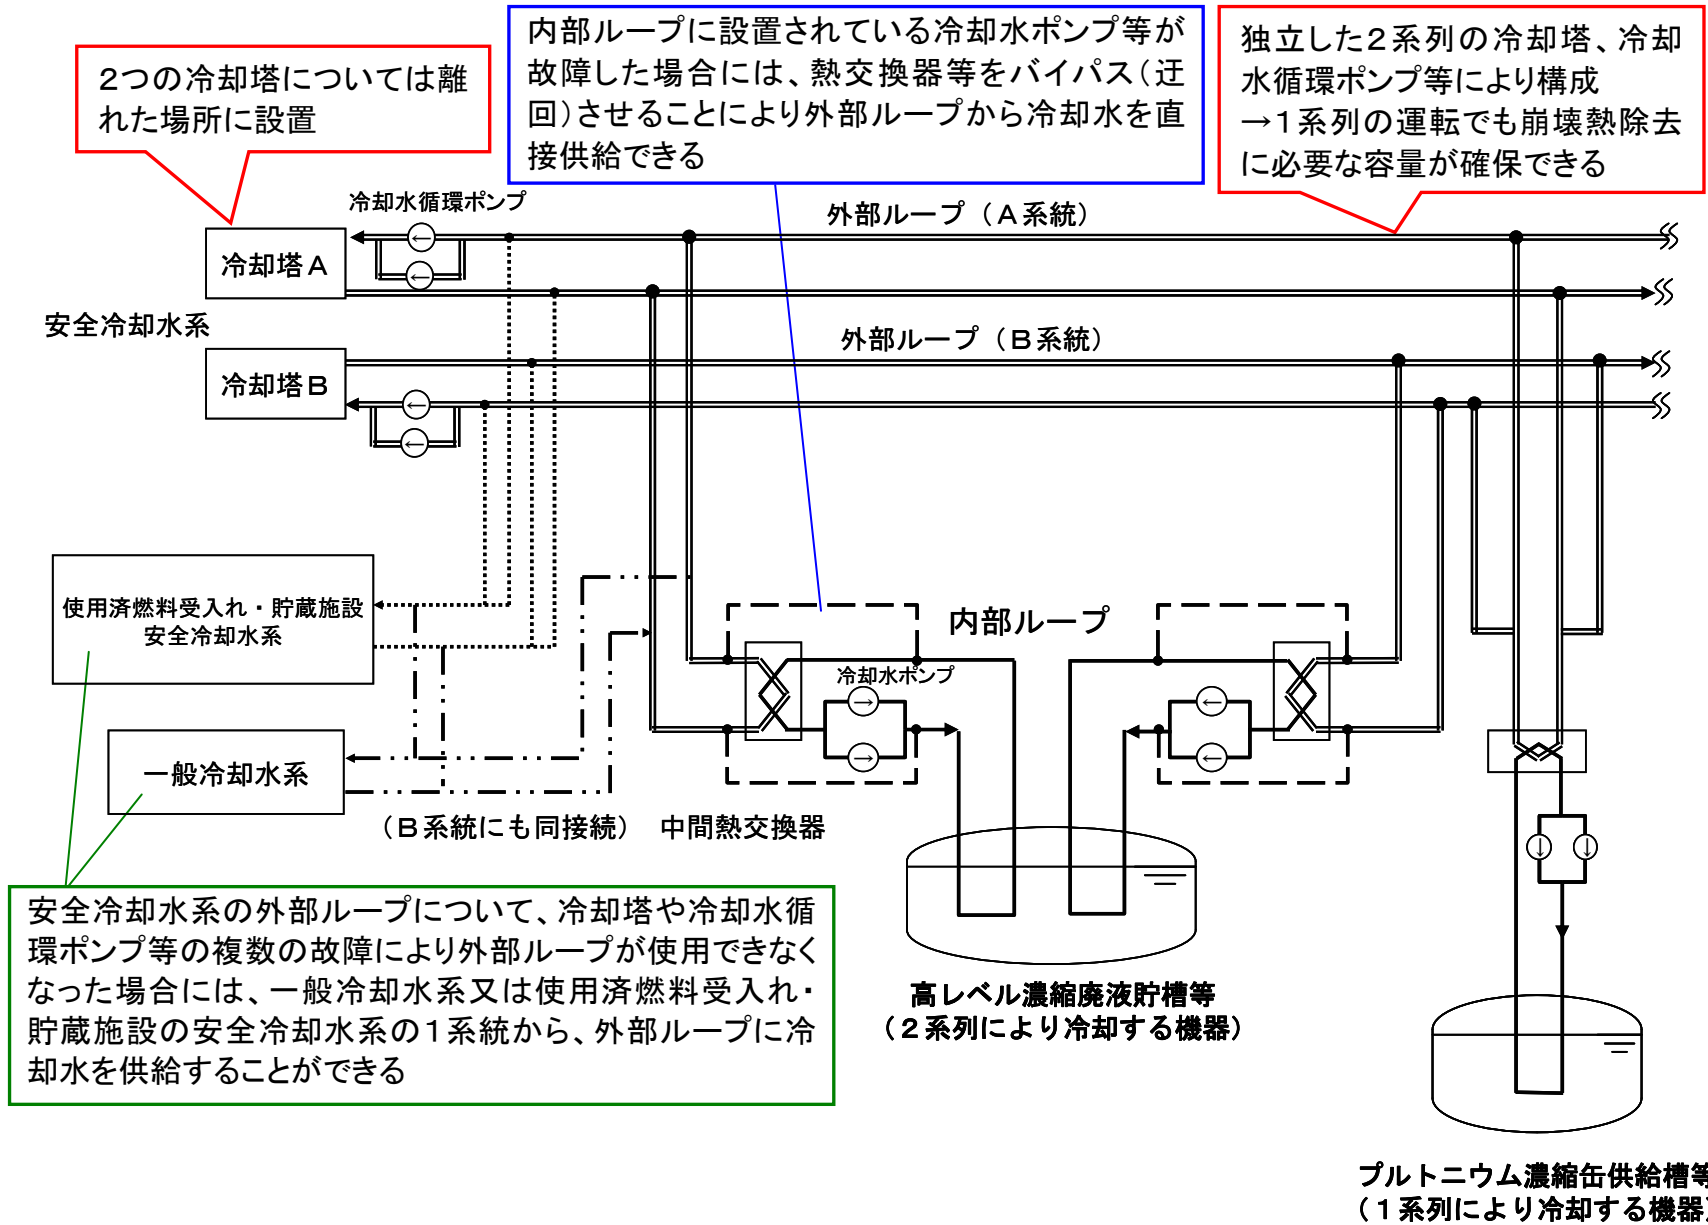 2つの冷却塔については離
れた場所に設置
内部ループに設置されている冷却水ポンプ等が
故障した場合には、熱交換器等をバイパス(迂
回)させることにより外部ループから冷却水を直
接供給できる
独立した2系列の冷却塔、冷却
水循環ポンプ等により構成
→1系列の運転でも崩壊熱除去
に必要な容量が確保できる
冷却水循環ポンプ
外部ループ(A系統)
冷却塔A
安全冷却水系
外部ループ(B系統)
冷却塔B
使用済燃料受入れ・貯蔵施設
安全冷却水系
内部ループ
冷却水ポンプ
一般冷却水系
(B系統にも同接続)
中間熱交換器
安全冷却水系の外部ループについて、冷却塔や冷却水循
環ポンプ等の複数の故障により外部ループが使用できなく
なった場合には、一般冷却水系又は使用済燃料受入れ・
貯蔵施設の安全冷却水系の1系統から、外部ループに冷
却水を供給することができる
高レベル濃縮廃液貯槽等
(2系列により冷却する機器)
プルトニウム濃縮缶供給槽等
(1系列により冷却する機器)